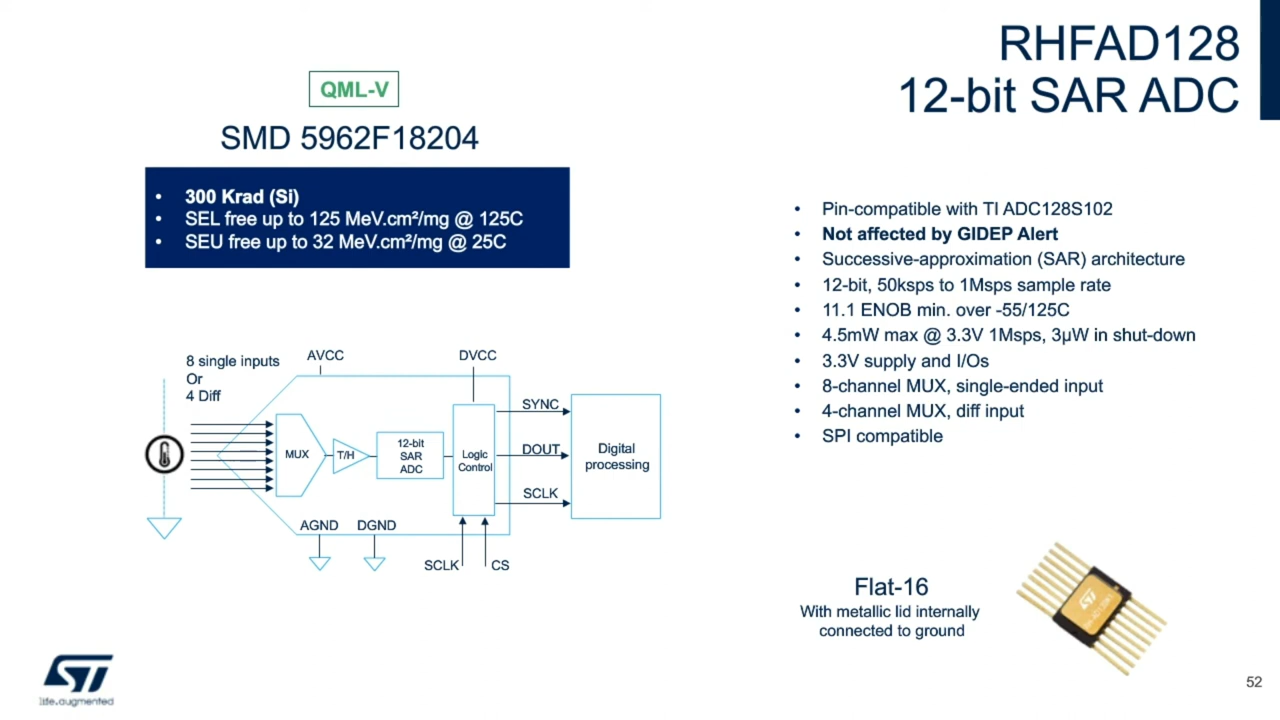 RHFAD128
12-bit SAR ADC
QML-V
SMD 5962F18204
• 300 Krad (Si)
• SEL free up to 125 MeV.cm²/mg @ 125C
• SEU free up to 32 MeV.cm²/mg @ 25C
• Pin-compatible with TI ADC128S102
• Not affected by GIDEP Alert
• Successive-approximation (SAR) architecture
• 12-bit, 50ksps to 1Msps sample rate
• 11.1 ENOB min. over -55/125C
• 4.5mW max @ 3.3V 1Msps, 3µW in shut-down
• 3.3V supply and I/Os
• 8-channel MUX, single-ended input
• 4-channel MUX, diff input
• SPI compatible
8 single inputs
Or
4 Diff
AVCC
DVCC
MUX
T/H
12-bit
SAR
ADC
Logic
Control
SYNC
DOUT
SCLK
Digital
processing
AGND
DGND
SCLK
CS
Flat-16
With metallic lid internally
connected to ground
ST
life.augmented
52